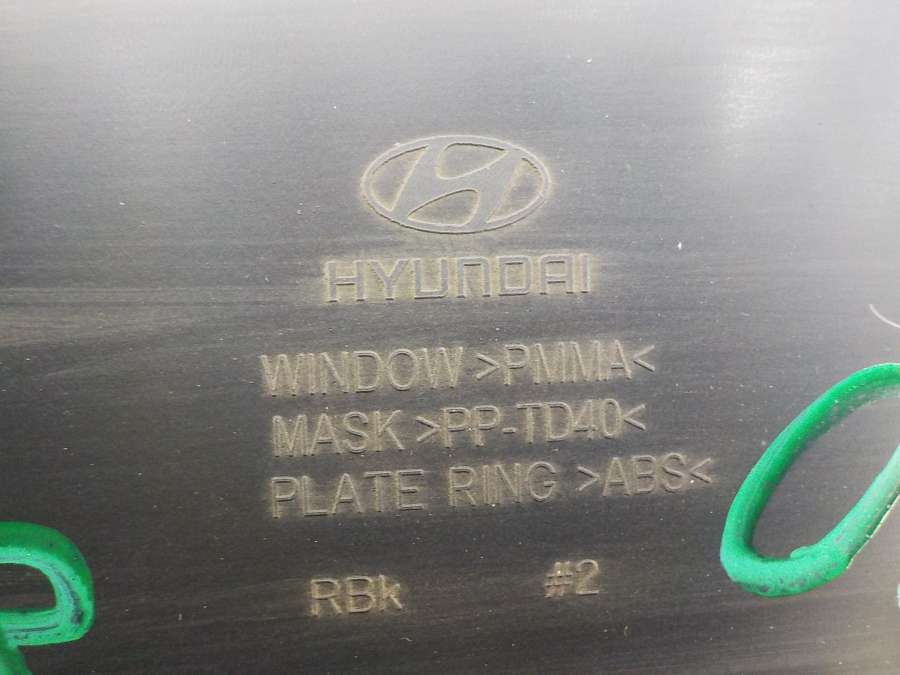 HYUNDAI
WINDOW >PMMA<
MASK >PP-TD40<
PLATE RING >ABS<
RBk #2